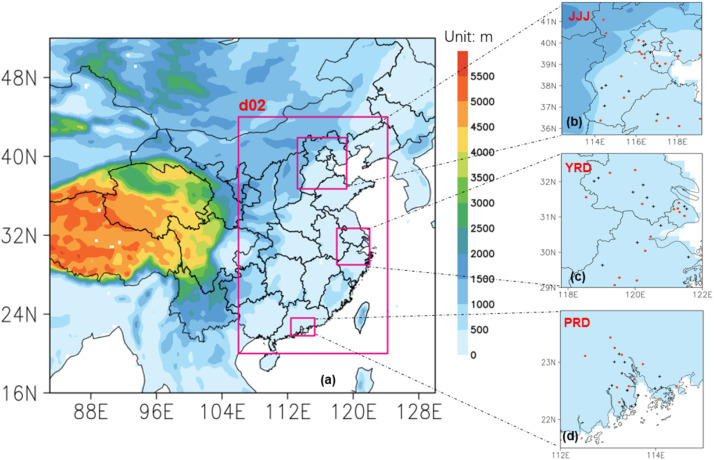 Unit: m
5500
5000
4500
4000
3500
3000
2500
2000
1500
1000
500
0
48N
40N
32N
24N
16N
88E
96E
104E
112E
120E
128E
d02
(a)
JJJ
41N
40N
39N
38N
37N
36N
114E
116E
118E
(b)
YRD
32N
31N
30N
29N
118E
120E
122E
(c)
PRD
23N
22N
112E
114E
(d)